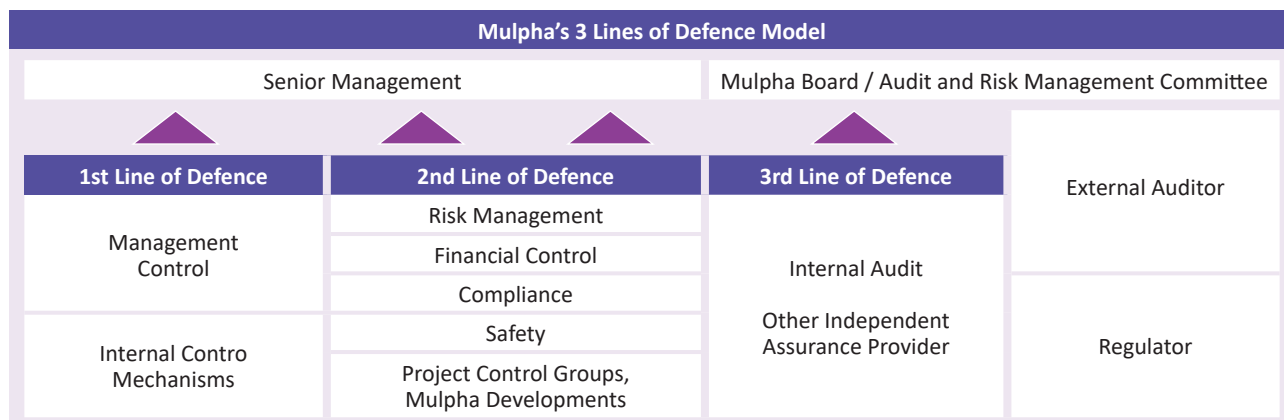 Mulpha's 3 Lines of Defence Model
Senior Management
Mulpha Board / Audit and Risk Management Committee
1st Line of Defence
Management
Control
Internal Contro
Mechanisms
2nd Line of Defence
Risk Management
Financial Control
Compliance
Safety
Project Control Groups,
Mulpha Developments
3rd Line of Defence
Internal Audit
Other Independent
Assurance Provider
External Auditor
Regulator